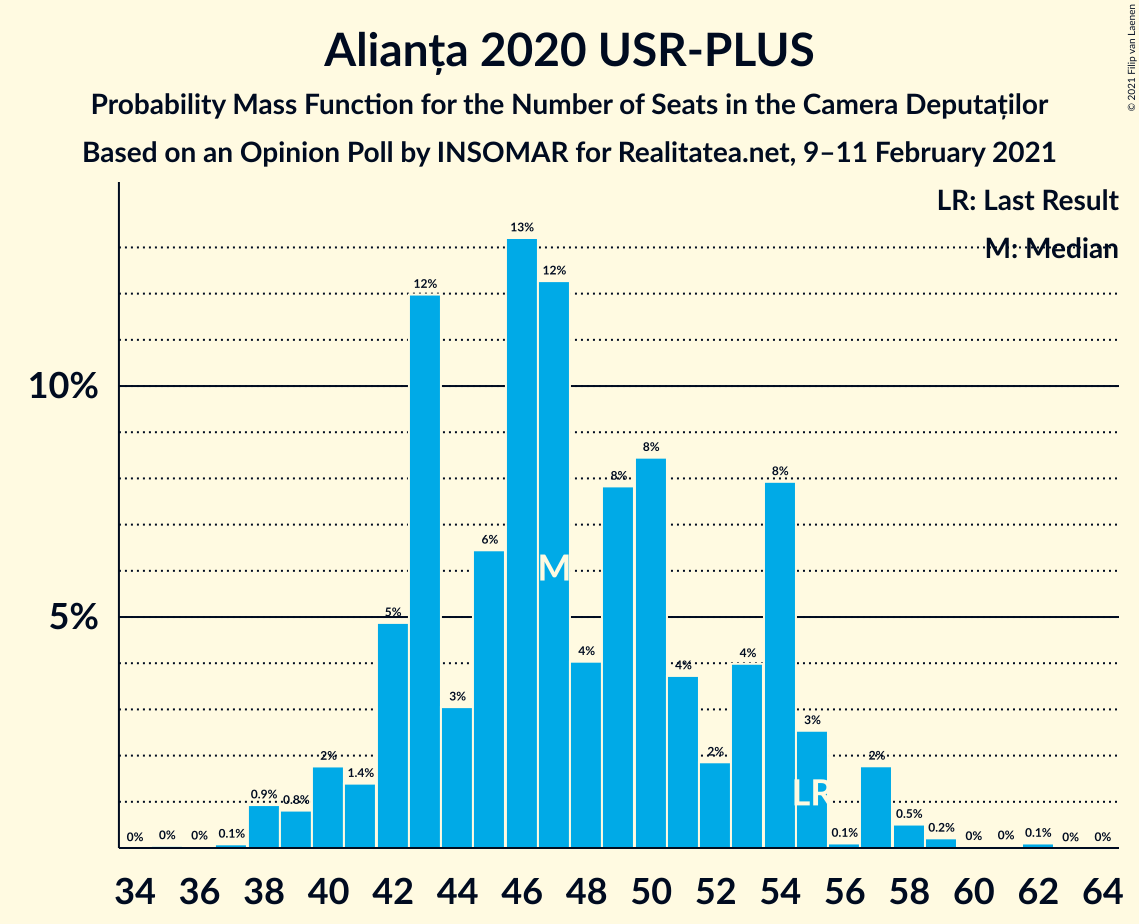 Alianța 2020 USR-PLUS
Probability Mass Function for the Number of Seats in the Camera Deputaților
Based on an Opinion Poll by INSOMAR for Realitatea.net, 9–11 February 2021
© 2021 Filip van Laenen
LR: Last Result
M: Median
10%
5%
0% 0% 0% 0.1% 0.9% 0.8% 2% 1.4% 5% 12% 3% 6% 13% 12% 4% 8% 8% 4% 2% 4% 8% 3% 0.1% 2% 0.5% 0.2% 0% 0% 0.1% 0% 0%
M
LR
34 36 38 40 42 44 46 48 50 52 54 56 58 60 62 64